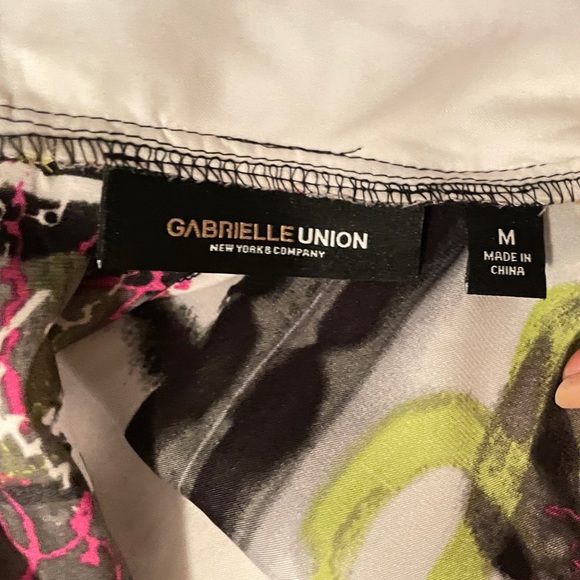 GABRIELLE UNION
NEW YORK & COMPANY
M
MADE IN
CHINA